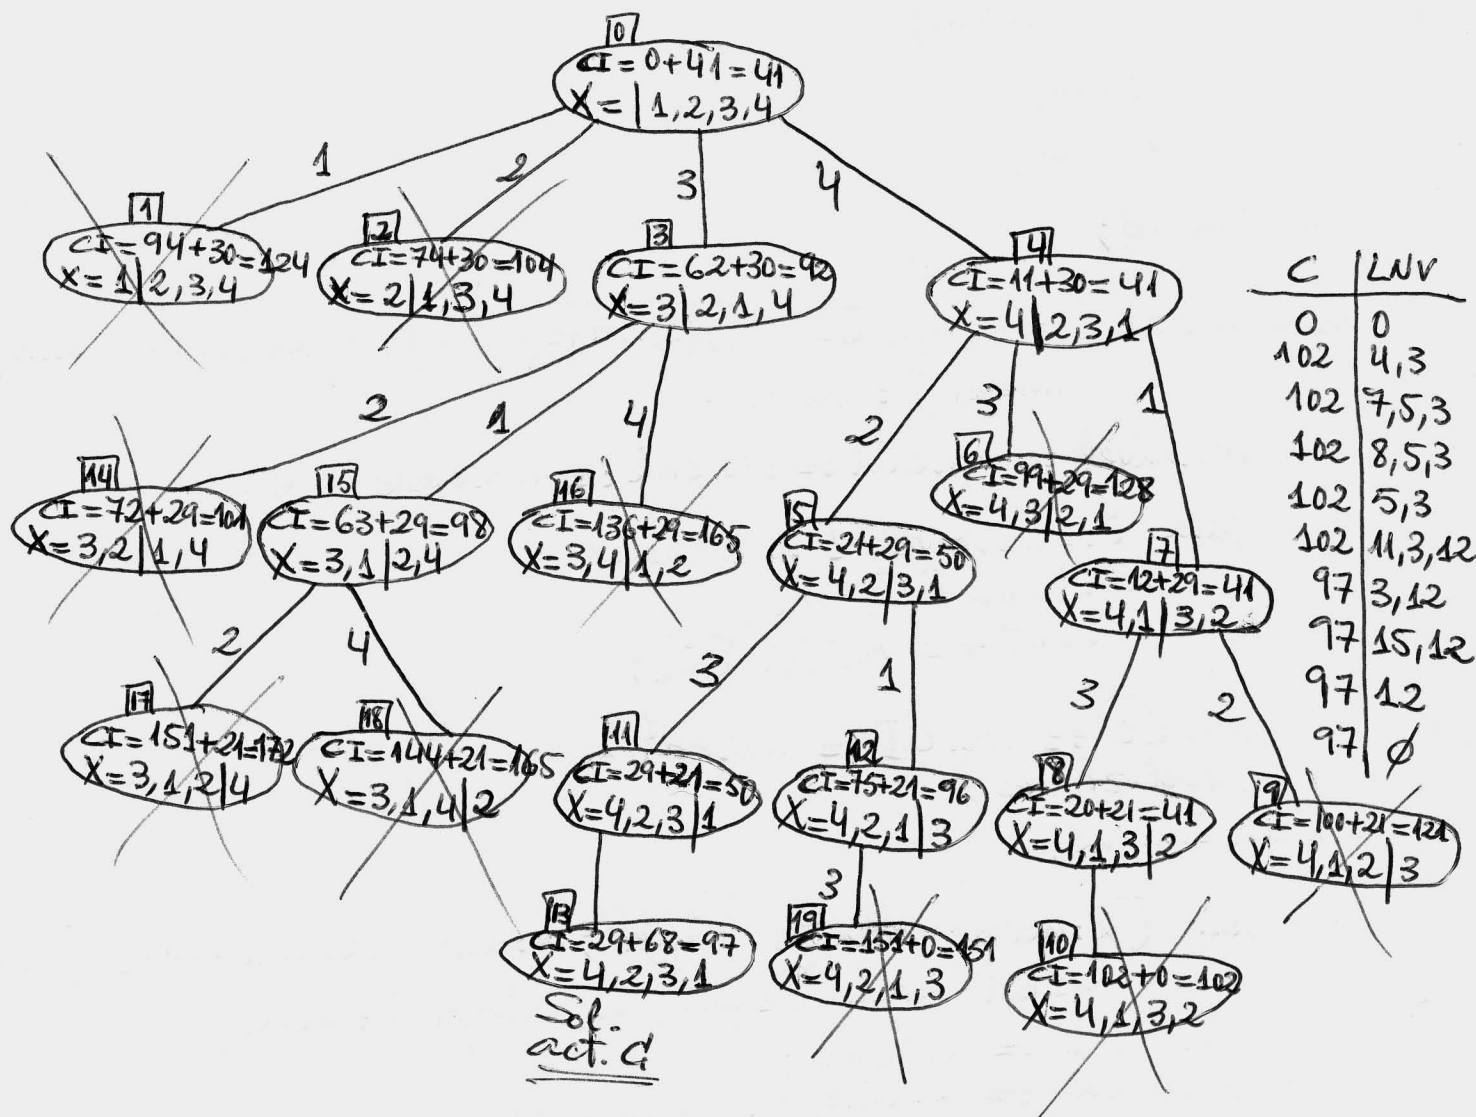 0
CI=0+41=41
X= | 1,2,3,4
1
2
3
4
1
CI=94+30=124
X=1|2,3,4
2
CI=74+30=104
X=2|1,3,4
3
CI=62+30=92
X=3|2,1,4
4
CI=11+30=41
X=4|2,3,1
2
1
4
2
3
1
14
CI=72+29=101
X=3,2|1,4
15
CI=63+29=98
X=3,1|2,4
16
CI=136+29=165
X=3,4|1,2
5
CI=21+29=50
X=4,2|3,1
6
CI=99+29=128
X=4,3|2,1
7
CI=12+29=41
X=4,1|3,2
2
4
3
1
3
2
17
CI=151+21=172
X=3,1,2|4
18
CI=144+21=165
X=3,1,4|2
11
CI=29+21=50
X=4,2,3|1
12
CI=75+21=96
X=4,2,1|3
8
CI=20+21=41
X=4,1,3|2
9
CI=100+21=121
X=4,1,2|3
3
13
CI=29+68=97
X=4,2,3,1
Sol.
act. C
19
CI=151+0=151
X=4,2,1,3
10
CI=102+0=102
X=4,1,3,2
C | LNV
0 | 0
102 | 4,3
102 | 7,5,3
102 | 8,5,3
102 | 5,3
102 | 11,3,12
97 | 3,12
97 | 15,12
97 | 12
97 | ∅